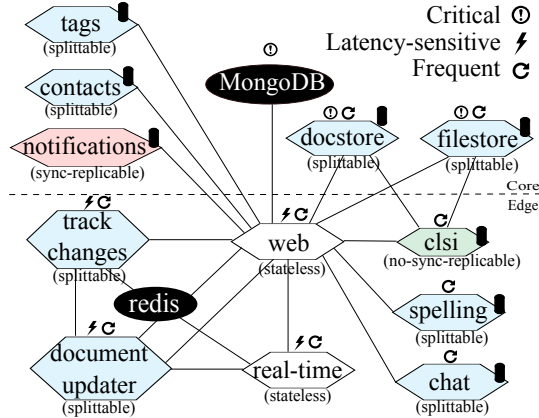 Critical
Latency-sensitive
Frequent
tags
(splittable)
contacts
(splittable)
notifications
(sync-replicable)
MongoDB
docstore
(splittable)
filestore
(splittable)
Core
Edge
track
changes
(splittable)
web
(stateless)
clsi
(no-sync-replicable)
redis
spelling
(splittable)
document
updater
(splittable)
real-time
(stateless)
chat
(splittable)